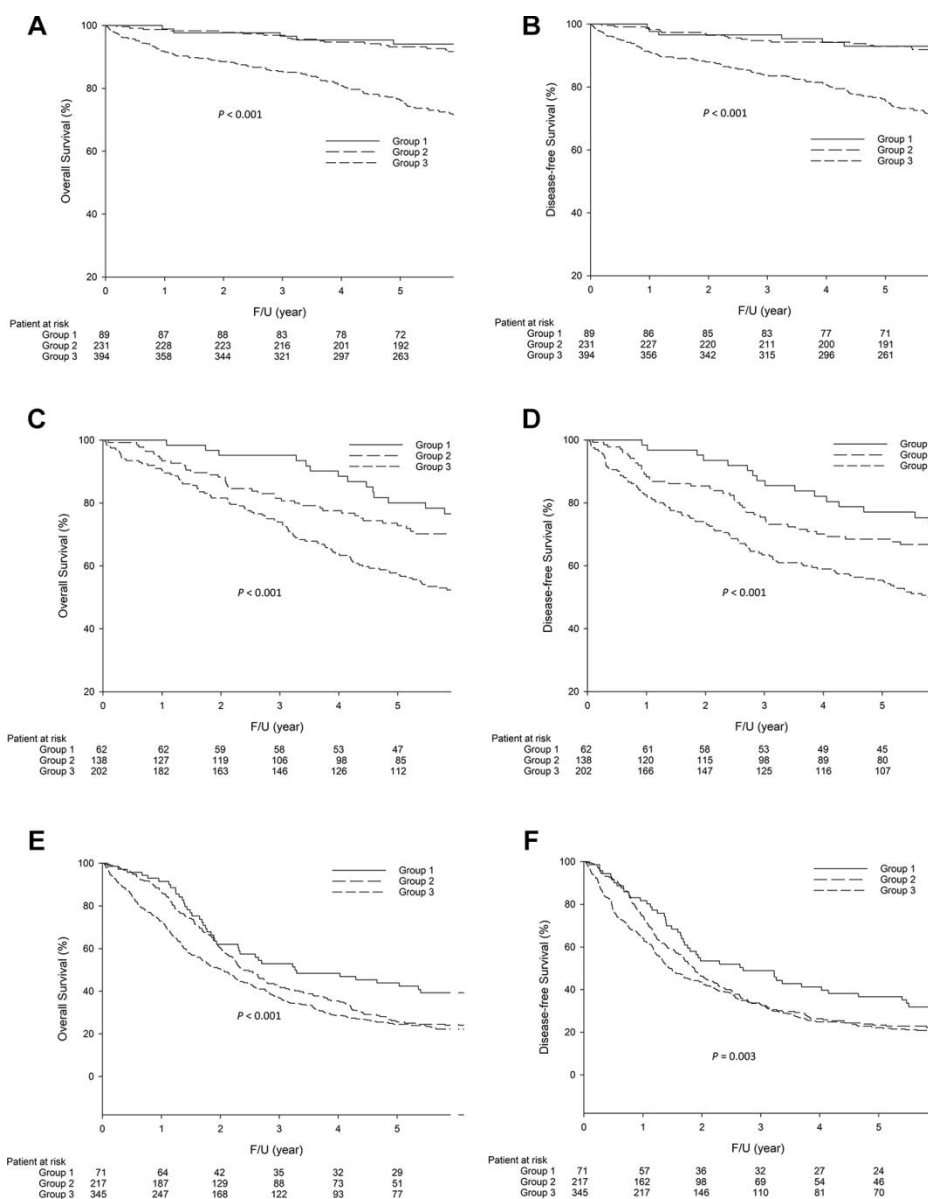 A
100
80
60
40
20
Overall Survival (%)
P < 0.001
Group 1
Group 2
Group 3
0 1 2 3 4 5
F/U (year)
Patient at risk
Group 1 89 87 88 83 78 72
Group 2 231 228 223 216 201 192
Group 3 394 358 344 321 297 263
B
100
80
60
40
20
Disease-free Survival (%)
P < 0.001
Group 1
Group 2
Group 3
0 1 2 3 4 5
F/U (year)
Patient at risk
Group 1 89 86 85 83 77 71
Group 2 231 227 220 211 200 191
Group 3 394 356 342 315 296 261
C
100
80
60
40
20
Overall Survival (%)
P < 0.001
Group 1
Group 2
Group 3
0 1 2 3 4 5
F/U (year)
Patient at risk
Group 1 62 62 59 58 53 47
Group 2 138 127 119 106 98 85
Group 3 202 182 163 146 126 112
D
100
80
60
40
20
Disease-free Survival (%)
P < 0.001
Group
Group
Group
0 1 2 3 4 5
F/U (year)
Patient at risk
Group 1 62 61 58 53 49 45
Group 2 138 120 115 98 89 80
Group 3 202 166 147 125 116 107
E
100
80
60
40
20
0
Overall Survival (%)
P < 0.001
Group 1
Group 2
Group 3
0 1 2 3 4 5
F/U (year)
Patient at risk
Group 1 71 64 42 35 32 29
Group 2 217 187 129 88 73 51
Group 3 345 247 168 122 93 77
F
100
80
60
40
20
0
Disease-free Survival (%)
P = 0.003
Group 1
Group 2
Group 3
0 1 2 3 4 5
F/U (year)
Patient at risk
Group 1 71 57 36 32 27 24
Group 2 217 162 98 69 54 46
Group 3 345 217 146 110 81 70